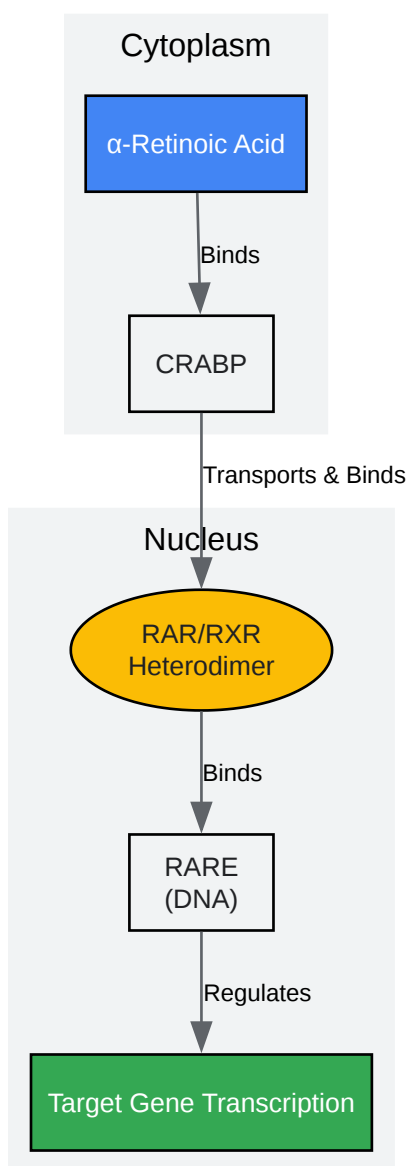 Cytoplasm
α-Retinoic Acid
Binds
CRABP
Transports & Binds
Nucleus
RAR/RXR
Heterodimer
Binds
RARE
(DNA)
Regulates
Target Gene Transcription